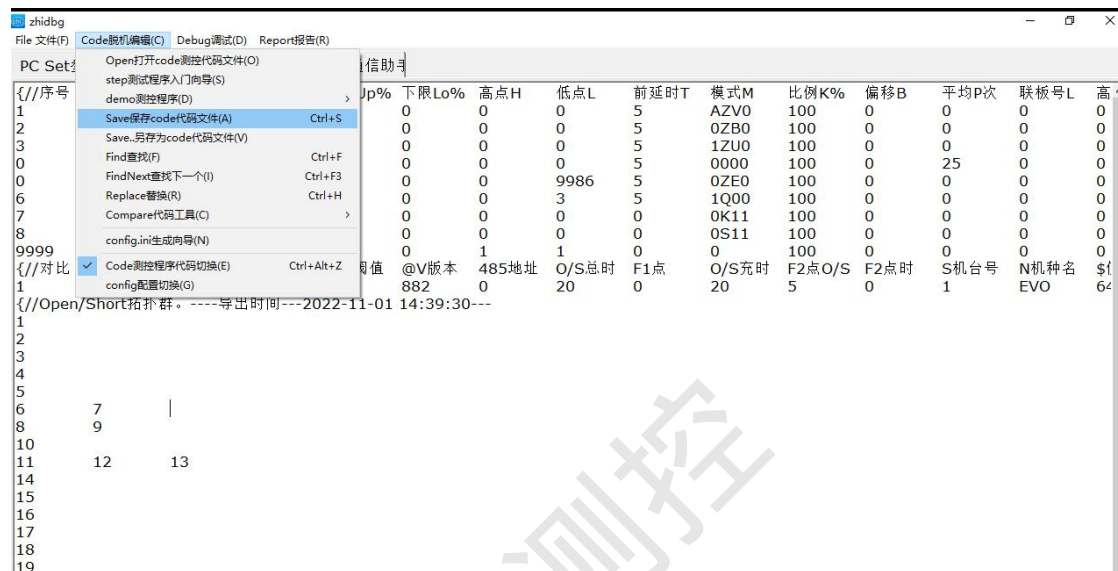 zhidbg
File 文件(F) Code脱机编辑(C) Debug调试(D) Report报告(R)
PC Set 信助手
Open打开code测控代码文件(O)
step测试程序入门向导(S)
demo测控程序(D)
Save保存code代码文件(A) Ctrl+S
Save..另存为code代码文件(V)
Find查找(F) Ctrl+F
FindNext查找下一个(I) Ctrl+F3
Replace替换(R) Ctrl+H
Compare代码工具(C)
config.ini生成向导(N)
Code测控程序代码切换(E) Ctrl+Alt+Z
config配置切换(G)
{//序号 Up% 下限Lo% 高点H 低点L 前延时T 模式M 比例K% 偏移B 平均P次 联板号L 高
1 0 0 0 5 AZV0 100 0 0 0 0
2 0 0 0 5 0ZB0 100 0 0 0 0
3 0 0 0 5 1ZU0 100 0 0 0 0
0 0 0 0 5 0000 100 0 25 0 0
0 0 0 9986 5 0ZE0 100 0 0 0 0
6 0 0 3 5 1Q00 100 0 0 0 0
7 0 0 0 0 0K11 100 0 0 0 0
8 0 0 0 0 0S11 100 0 0 0 0
9999 0 1 1 0 0 100 0 0 0 0
{//对比 阈值 @V版本 485地址 O/S总时 F1点 O/S充时 F2点O/S F2点时 S机台号 N机种名
1 882 0 20 0 20 5 0 1 EVO 64
{//Open/Short拓扑群。----导出时间---2022-11-01 14:39:30---
1
2
3
4
5
6 7
8 9
10
11 12 13
14
15
16
17
18
19
测控